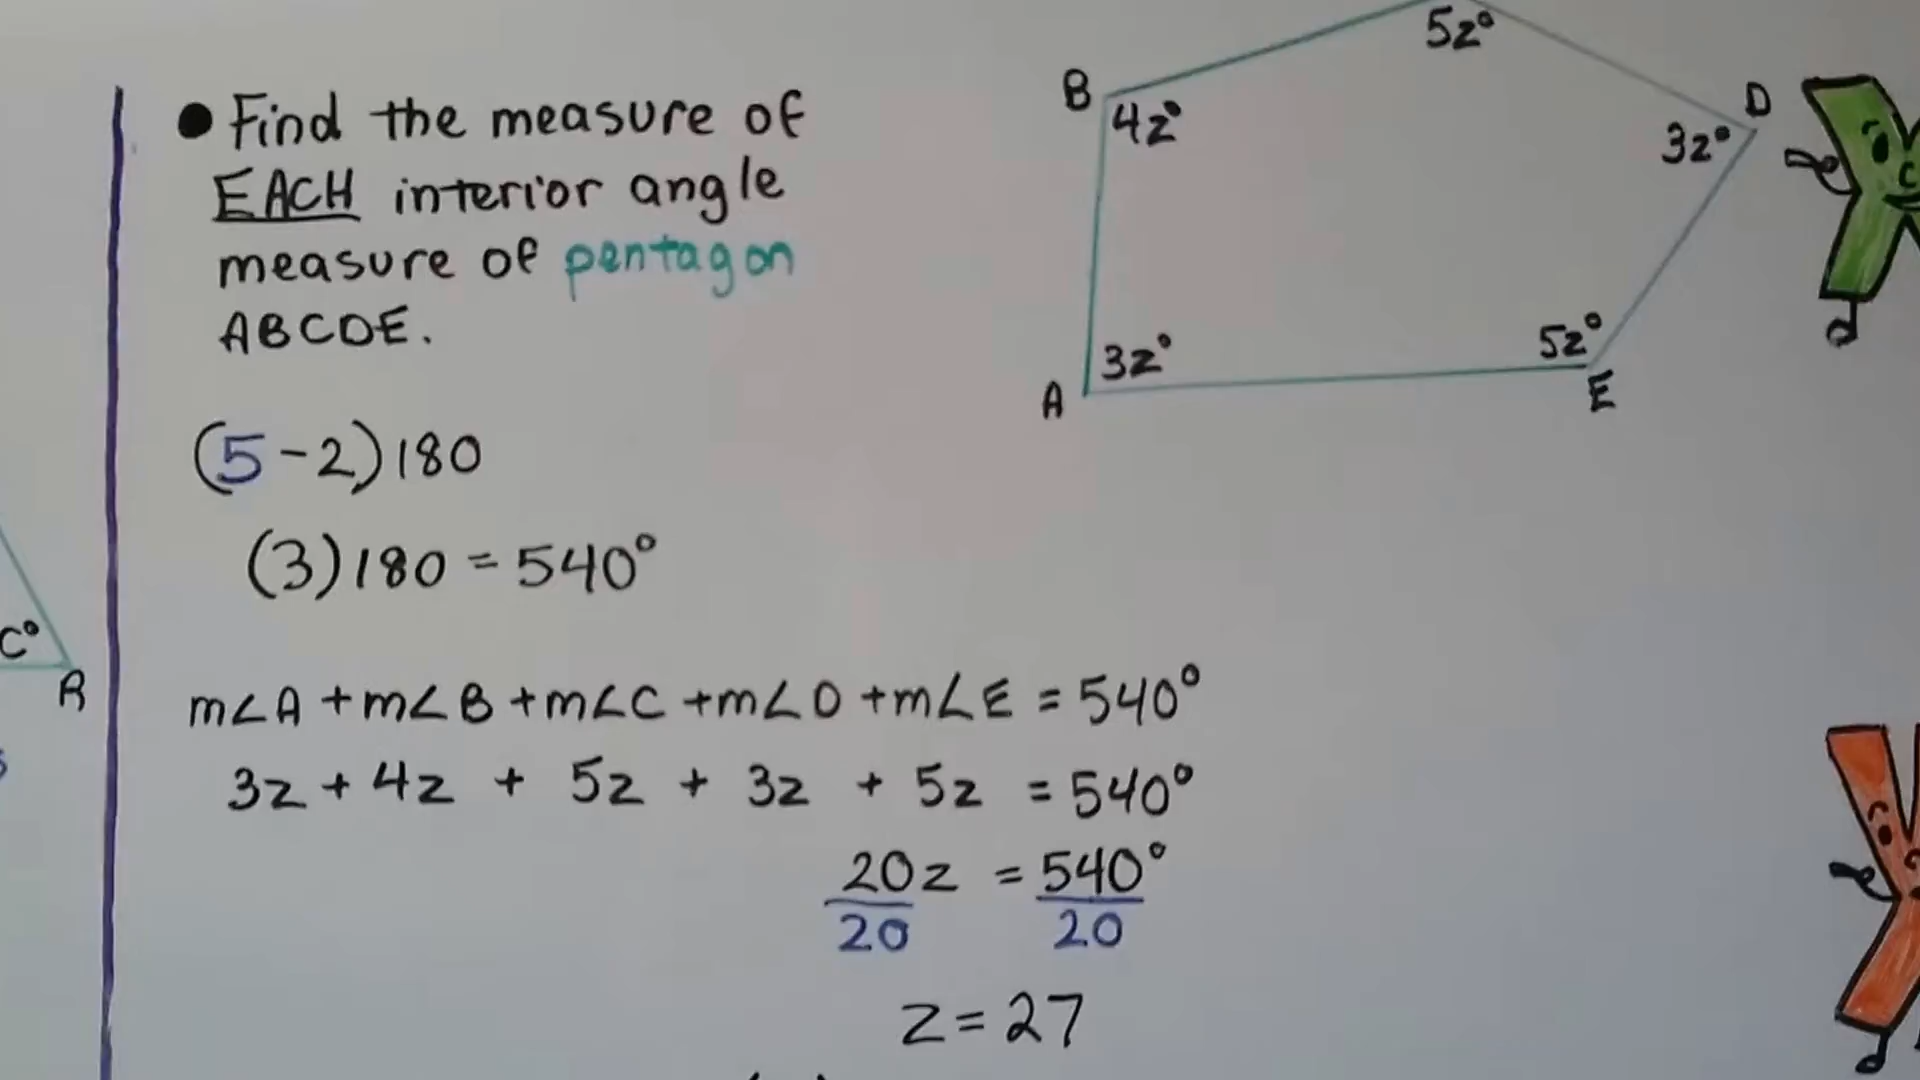 ● Find the measure of
EACH interior angle
measure of pentagon
ABCDE.
(5-2)180
(3)180 = 540°
m∠A + m∠B + m∠C + m∠D + m∠E = 540°
3z + 4z + 5z + 3z + 5z = 540°
20z = 540°
20 20
z = 27
5z°
B
4z°
D
3z°
A
3z°
5z°
E
C°
R